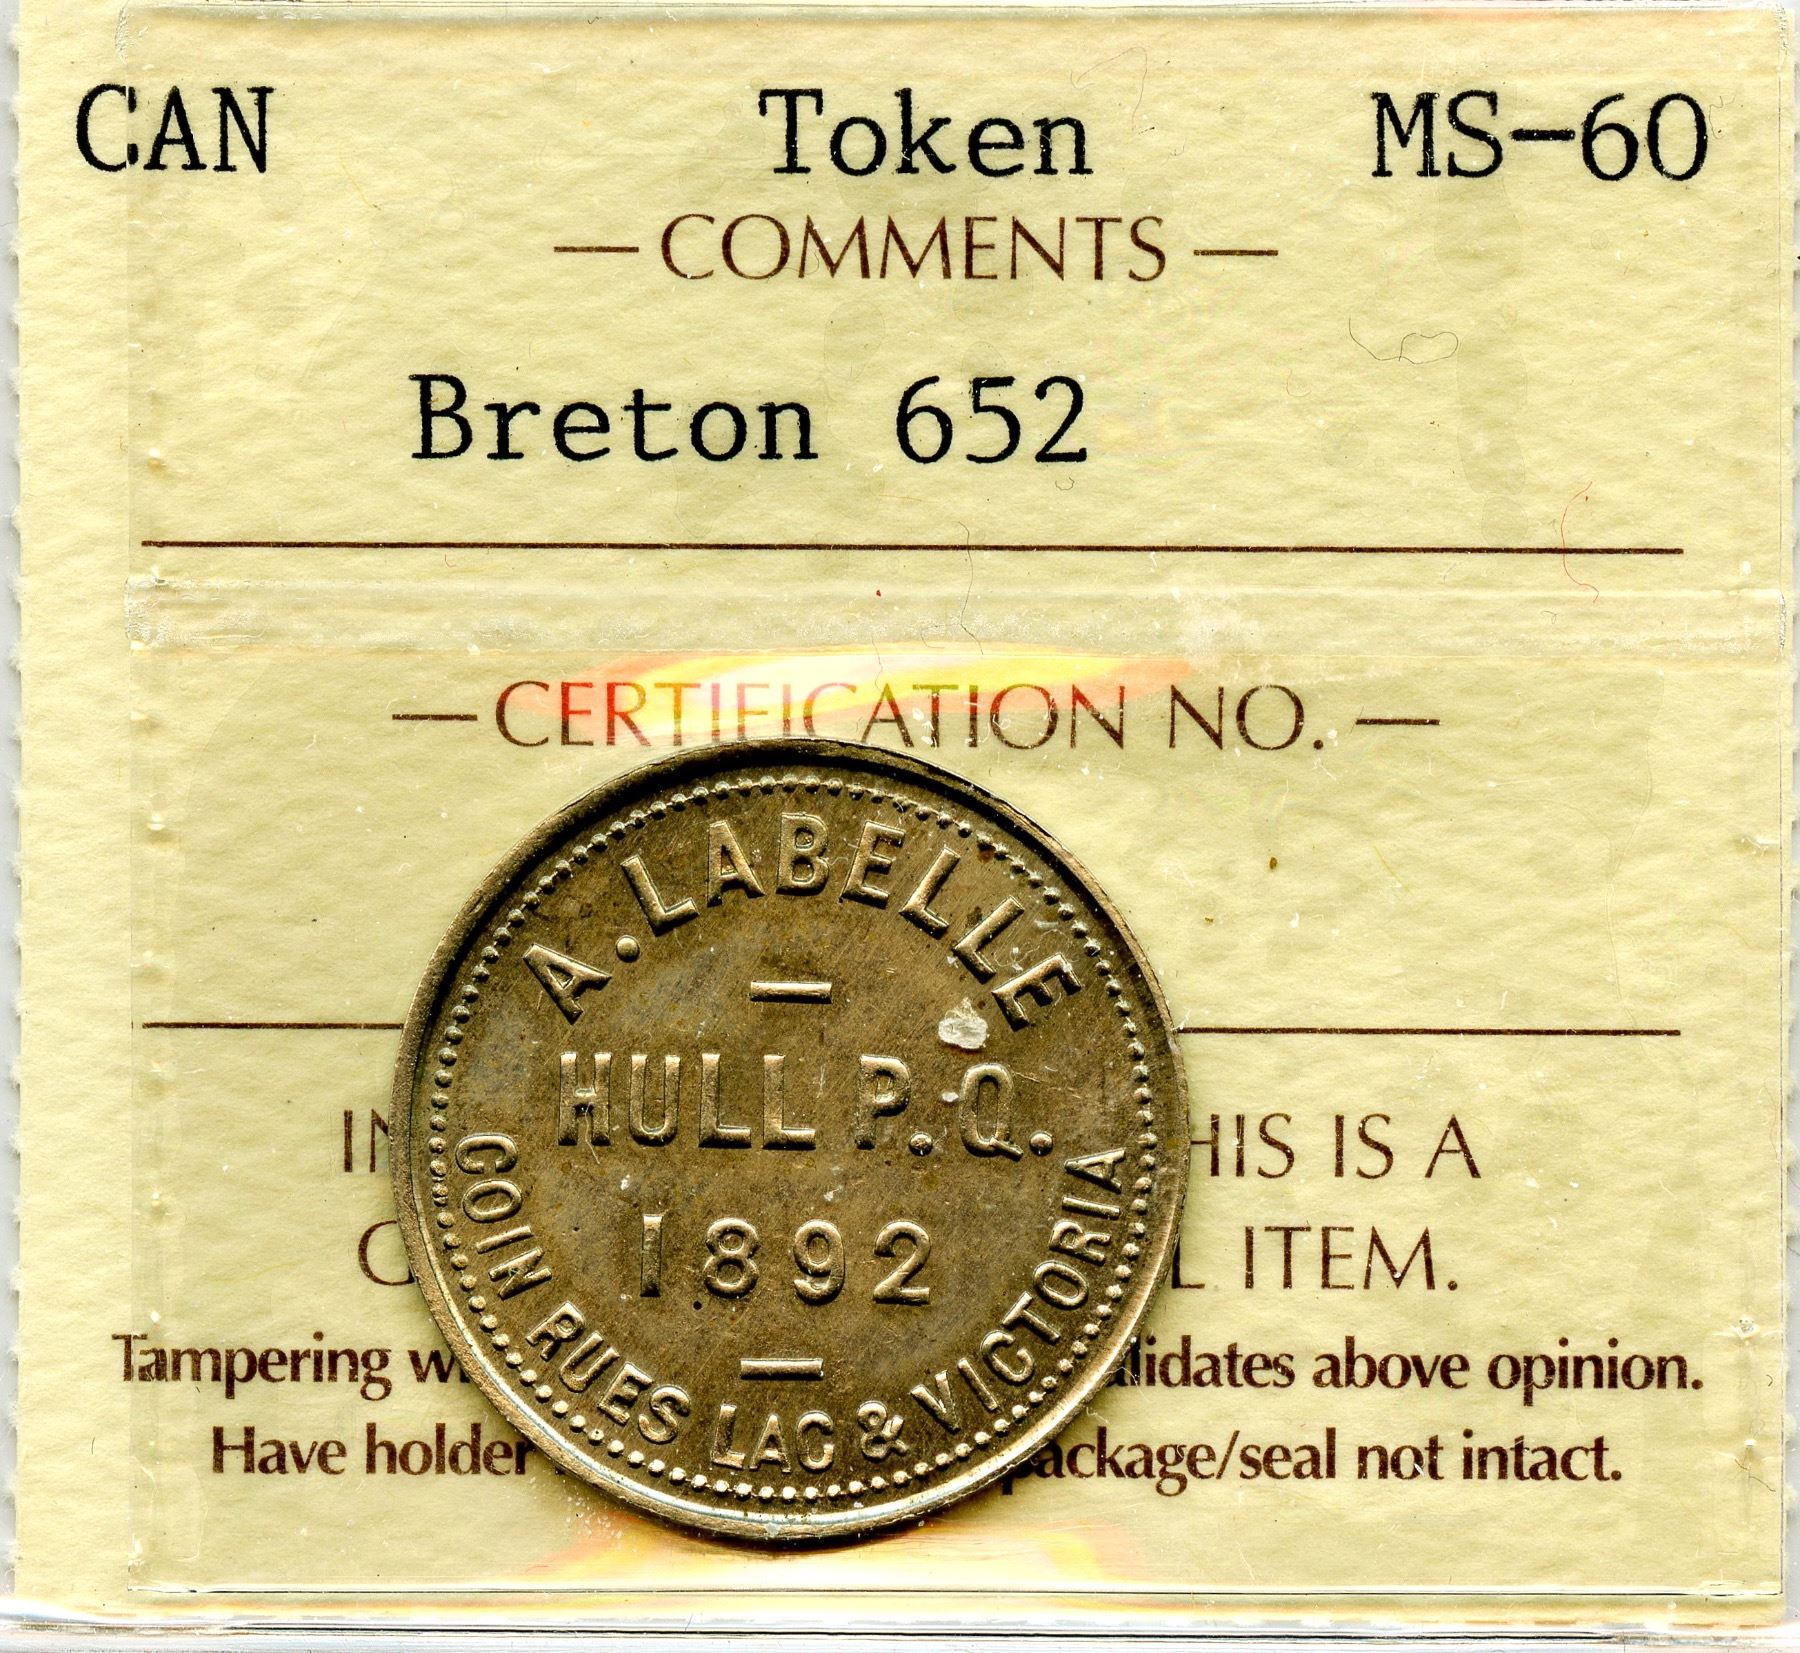 CAN Token MS-60
— COMMENTS —
Breton 652
— CERTIFICATION NO. —
A. LABELLE
HULL P.Q.
1892
COIN RUES LAC & VICTORIA
HIS IS A
ITEM.
Tampering above opinion.
Have holder package/seal not intact.